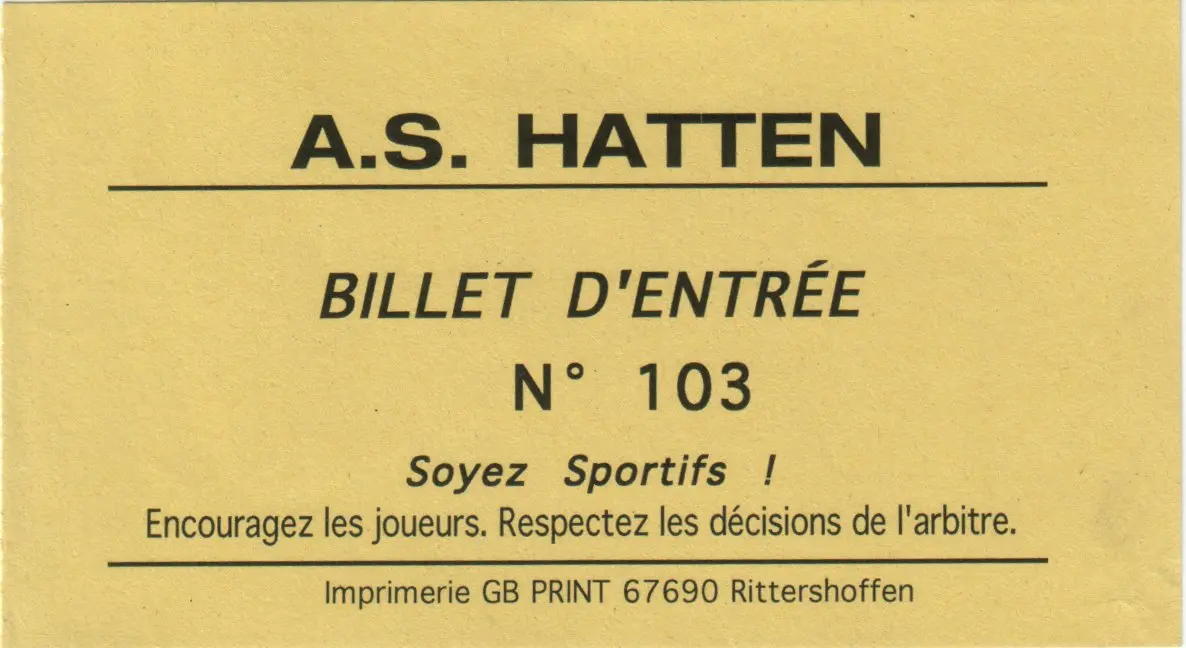 A.S. HATTEN
BILLET D'ENTRÉE
N° 103
Soyez Sportifs !
Encouragez les joueurs. Respectez les décisions de l'arbitre.
Imprimerie GB PRINT 67690 Rittershoffen